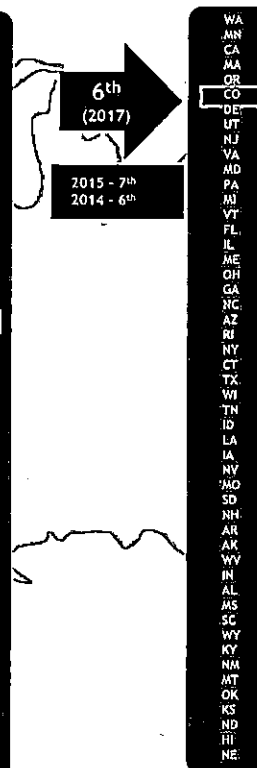 6th
(2017)
2015 - 7th
2014 - 6th
WA
MN
CA
MA
OR
CO
DE
UT
NJ
VA
MD
PA
MI
VT
FL
IL
ME
OH
GA
NC
AZ
RI
NY
CT
TX
WI
TN
ID
LA
IA
NV
MO
SD
NH
AR
AK
WV
IN
AL
MS
SC
WY
KY
NM
MT
OK
KS
ND
HI
NE